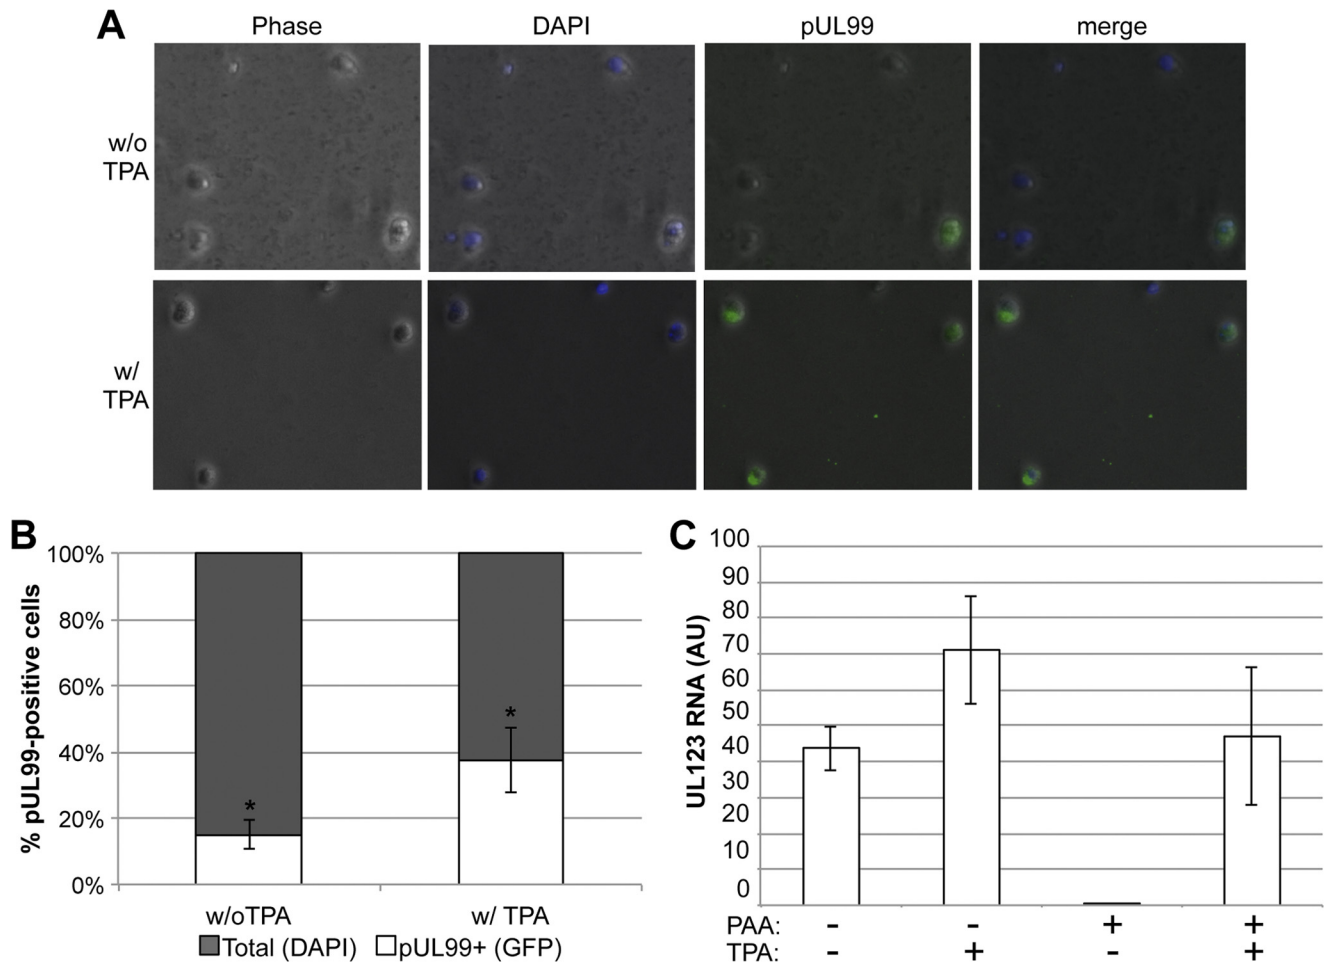 A
Phase DAPI pUL99 merge
w/o
TPA
w/
TPA
B
% pUL99-positive cells
100%
80%
60%
40%
20%
0%
*
*
w/oTPA w/ TPA
Total (DAPI) pUL99+ (GFP)
C
UL123 RNA (AU)
100
90
80
70
60
50
40
30
20
10
0
PAA: - - + +
TPA: - + - +